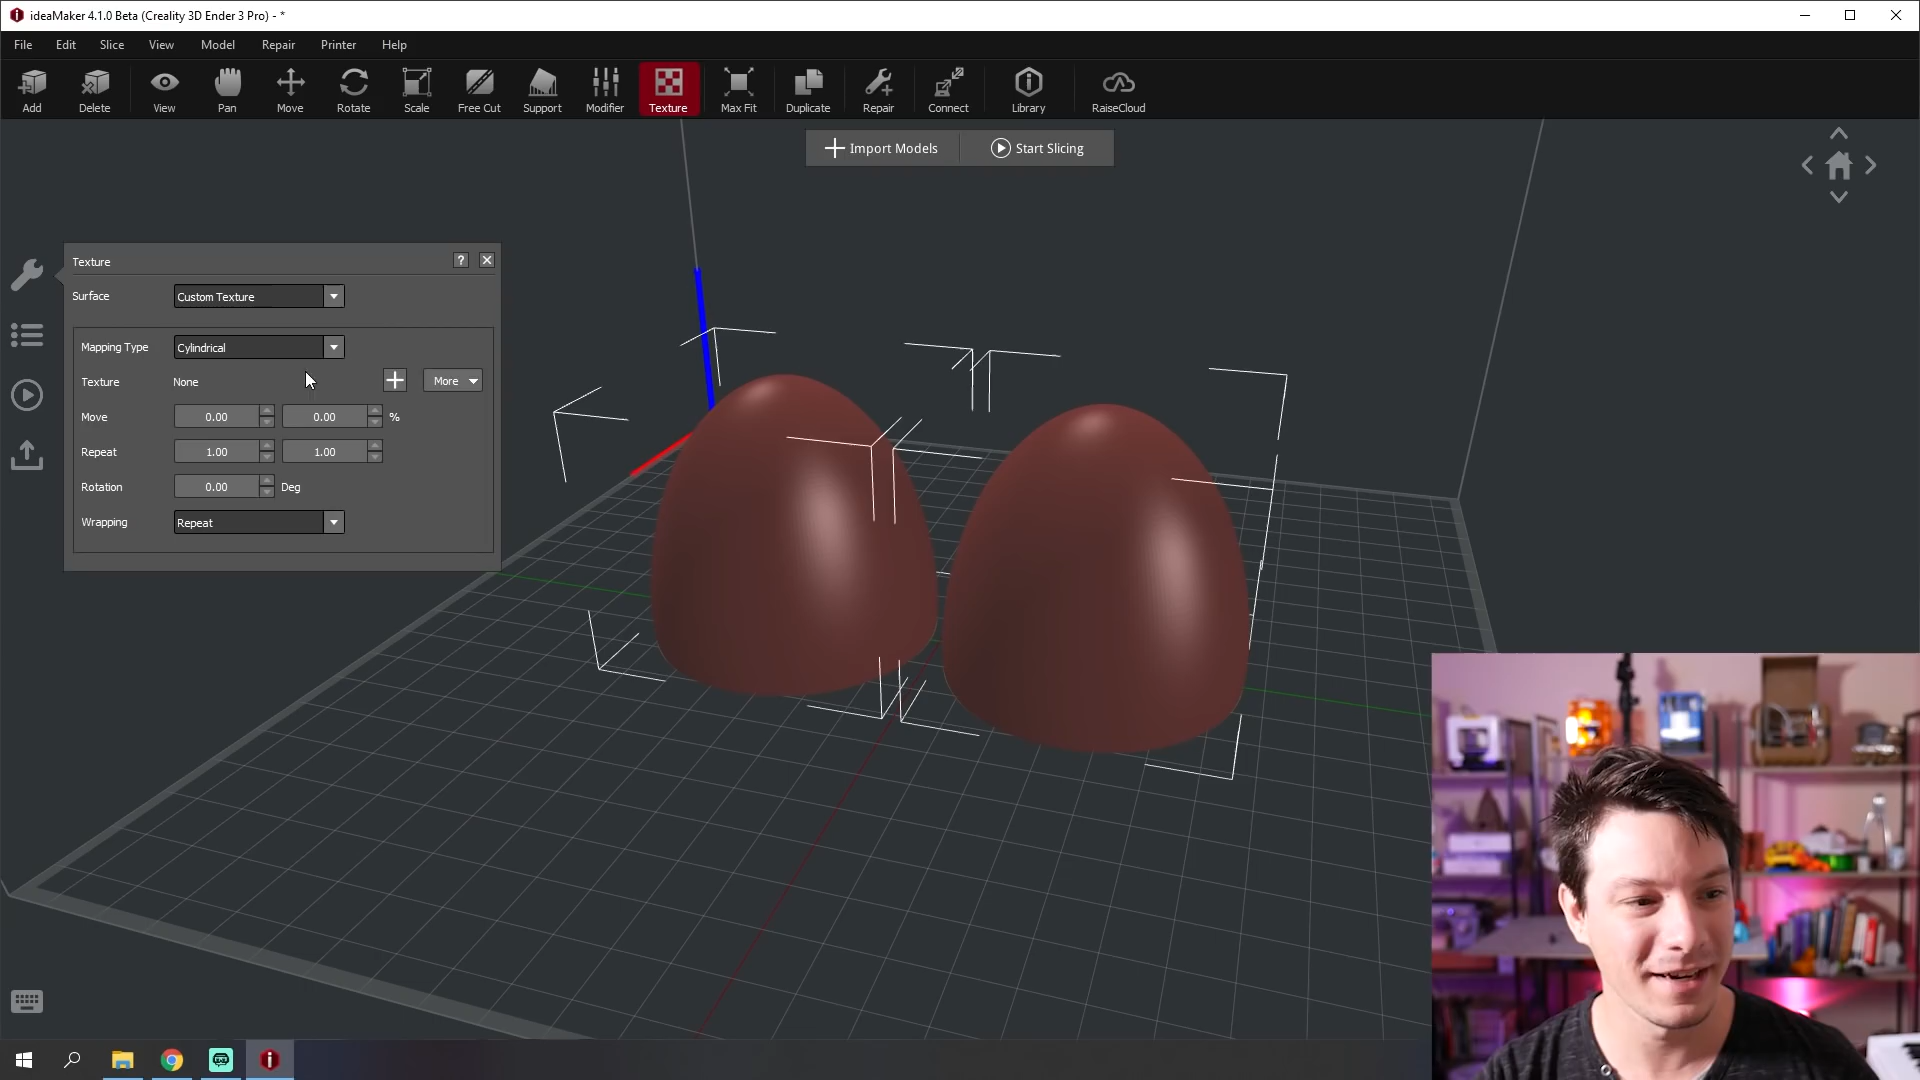 ideaMaker 4.1.0 Beta (Creality 3D Ender 3 Pro) - *
File Edit Slice View Model Repair Printer Help
Add Delete View Pan Move Rotate Scale Free Cut Support Modifier Texture Max Fit Duplicate Repair Connect Library RaiseCloud
Import Models Start Slicing
Texture ?
Surface Custom Texture
Mapping Type Cylindrical
Texture None More
Move 0.00 0.00 %
Repeat 1.00 1.00
Rotation 0.00 Deg
Wrapping Repeat